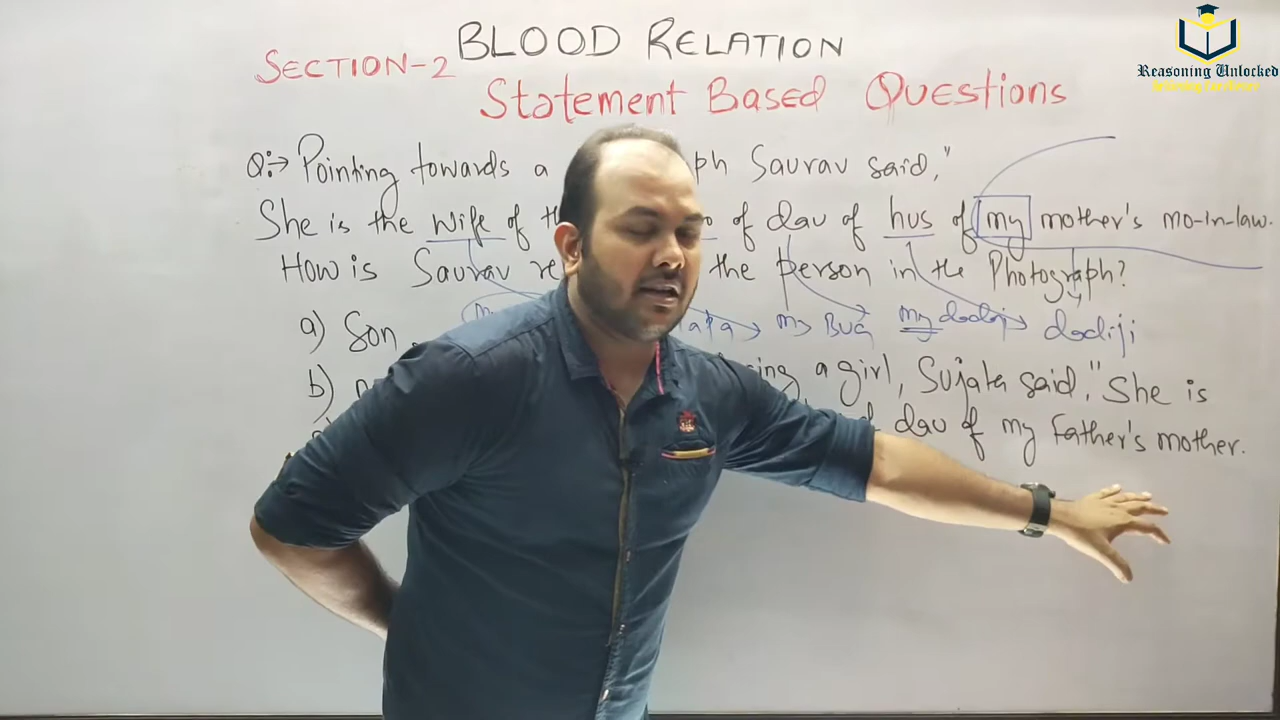 BLOOD RELATION
SECTION-2
Statement Based Questions
Reasoning Unlocked
Q:→ Pointing towards a ph Saurav said,"
She is the wife of th o of dau of hus of my mother's mo-in-law.
How is Saurav re the person in the Photograph?
my Bua my dadaji dadiji
a) Son
b) ing a girl, Sujata said, "She is
dau of my Father's mother.